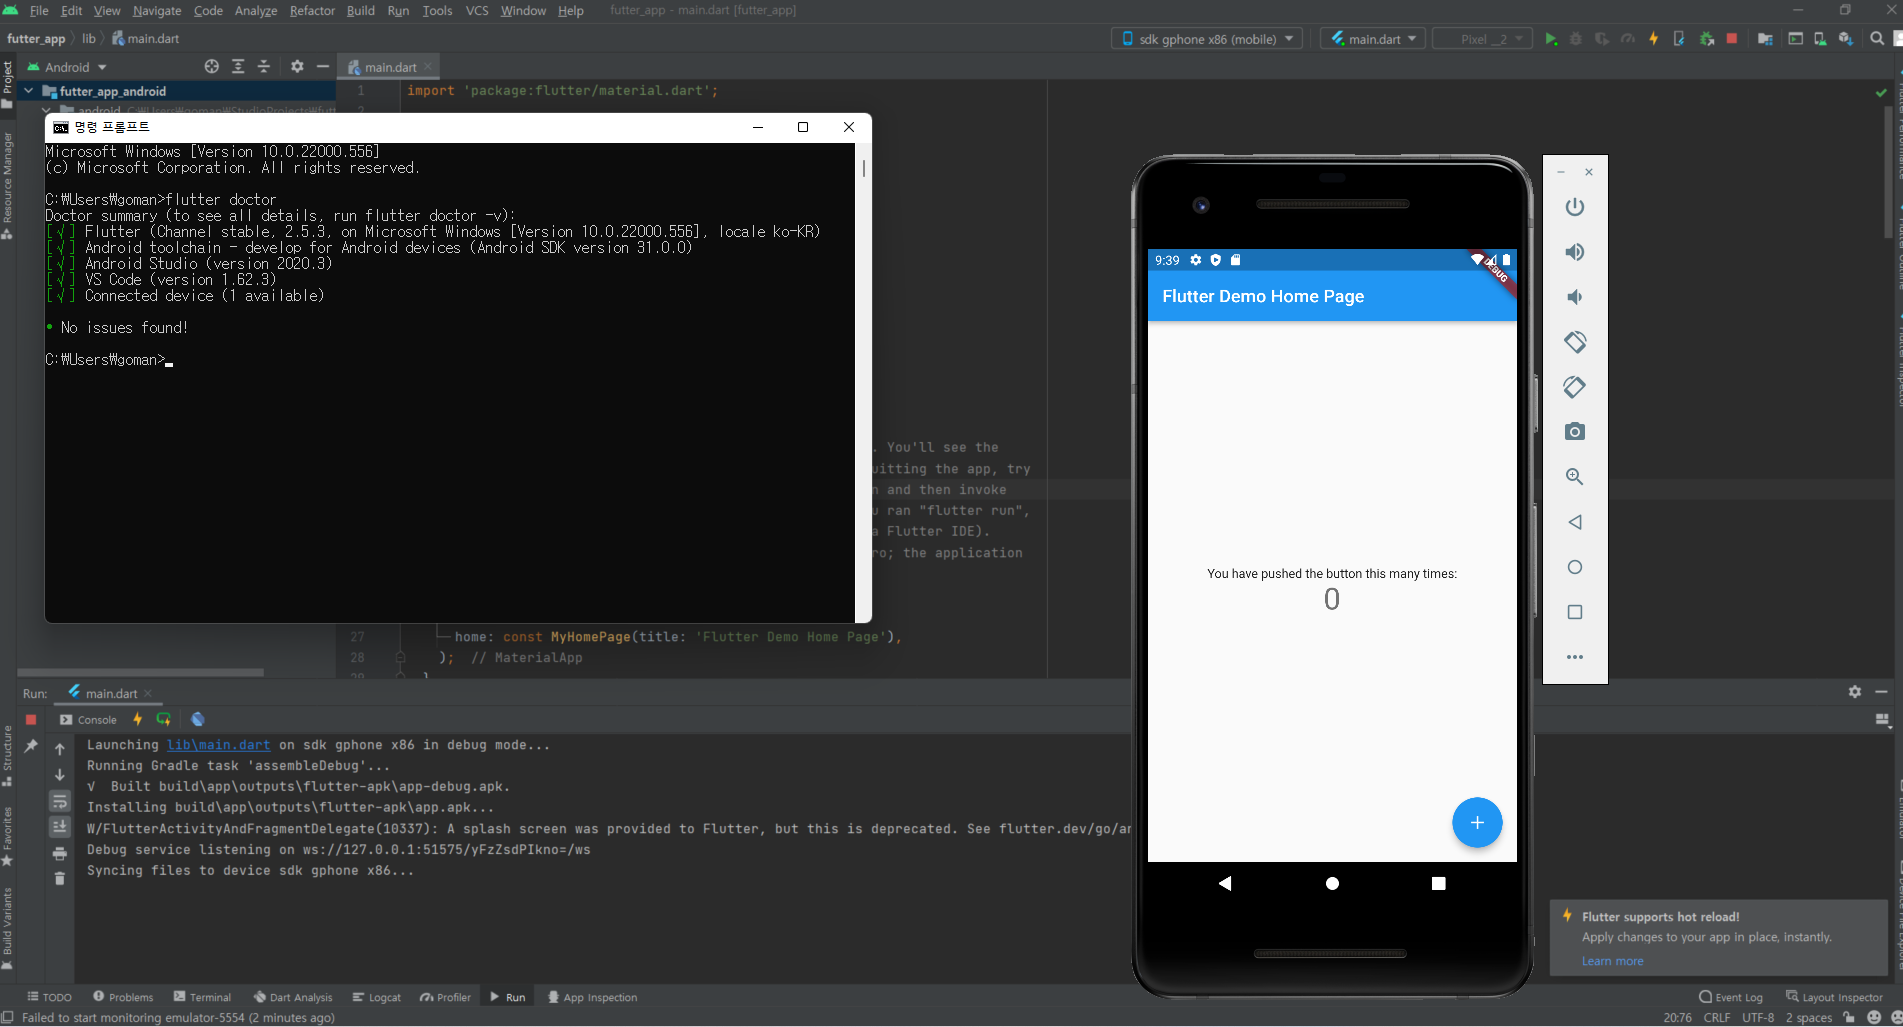 File Edit View Navigate Code Analyze Refactor Build Run Tools VCS Window Help futter_app - main.dart [futter_app]
futter_app lib main.dart sdk gphone x86 (mobile) main.dart Pixel _2
Project
Android main.dart
futter_app_android
1 import 'package:flutter/material.dart';
2
Resource Manager
명령 프롬프트
Microsoft Windows [Version 10.0.22000.556]
(c) Microsoft Corporation. All rights reserved.
C:₩Users₩goman>flutter doctor
Doctor summary (to see all details, run flutter doctor -v):
[√] Flutter (Channel stable, 2.5.3, on Microsoft Windows [Version 10.0.22000.556], locale ko-KR)
[√] Android toolchain - develop for Android devices (Android SDK version 31.0.0)
[√] Android Studio (version 2020.3)
[√] VS Code (version 1.62.3)
[√] Connected device (1 available)
• No issues found!
C:₩Users₩goman>
. You'll see the
uitting the app, try
n and then invoke
u ran "flutter run",
a Flutter IDE).
ro; the application
27 home: const MyHomePage(title: 'Flutter Demo Home Page'),
28 ); // MaterialApp
29 }
9:39
DEBUG
Flutter Demo Home Page
You have pushed the button this many times:
0
Run: main.dart
Console
Launching lib\main.dart on sdk gphone x86 in debug mode...
Running Gradle task 'assembleDebug'...
√ Built build\app\outputs\flutter-apk\app-debug.apk.
Installing build\app\outputs\flutter-apk\app.apk...
W/FlutterActivityAndFragmentDelegate(10337): A splash screen was provided to Flutter, but this is deprecated. See flutter.dev/go/ar
Debug service listening on ws://127.0.0.1:51575/yFzZsdPIkno=/ws
Syncing files to device sdk gphone x86...
Structure
Favorites
Build Variants
Flutter supports hot reload!
Apply changes to your app in place, instantly.
Learn more
TODO Problems Terminal Dart Analysis Logcat Profiler Run App Inspection Event Log Layout Inspector
Failed to start monitoring emulator-5554 (2 minutes ago) 20:76 CRLF UTF-8 2 spaces